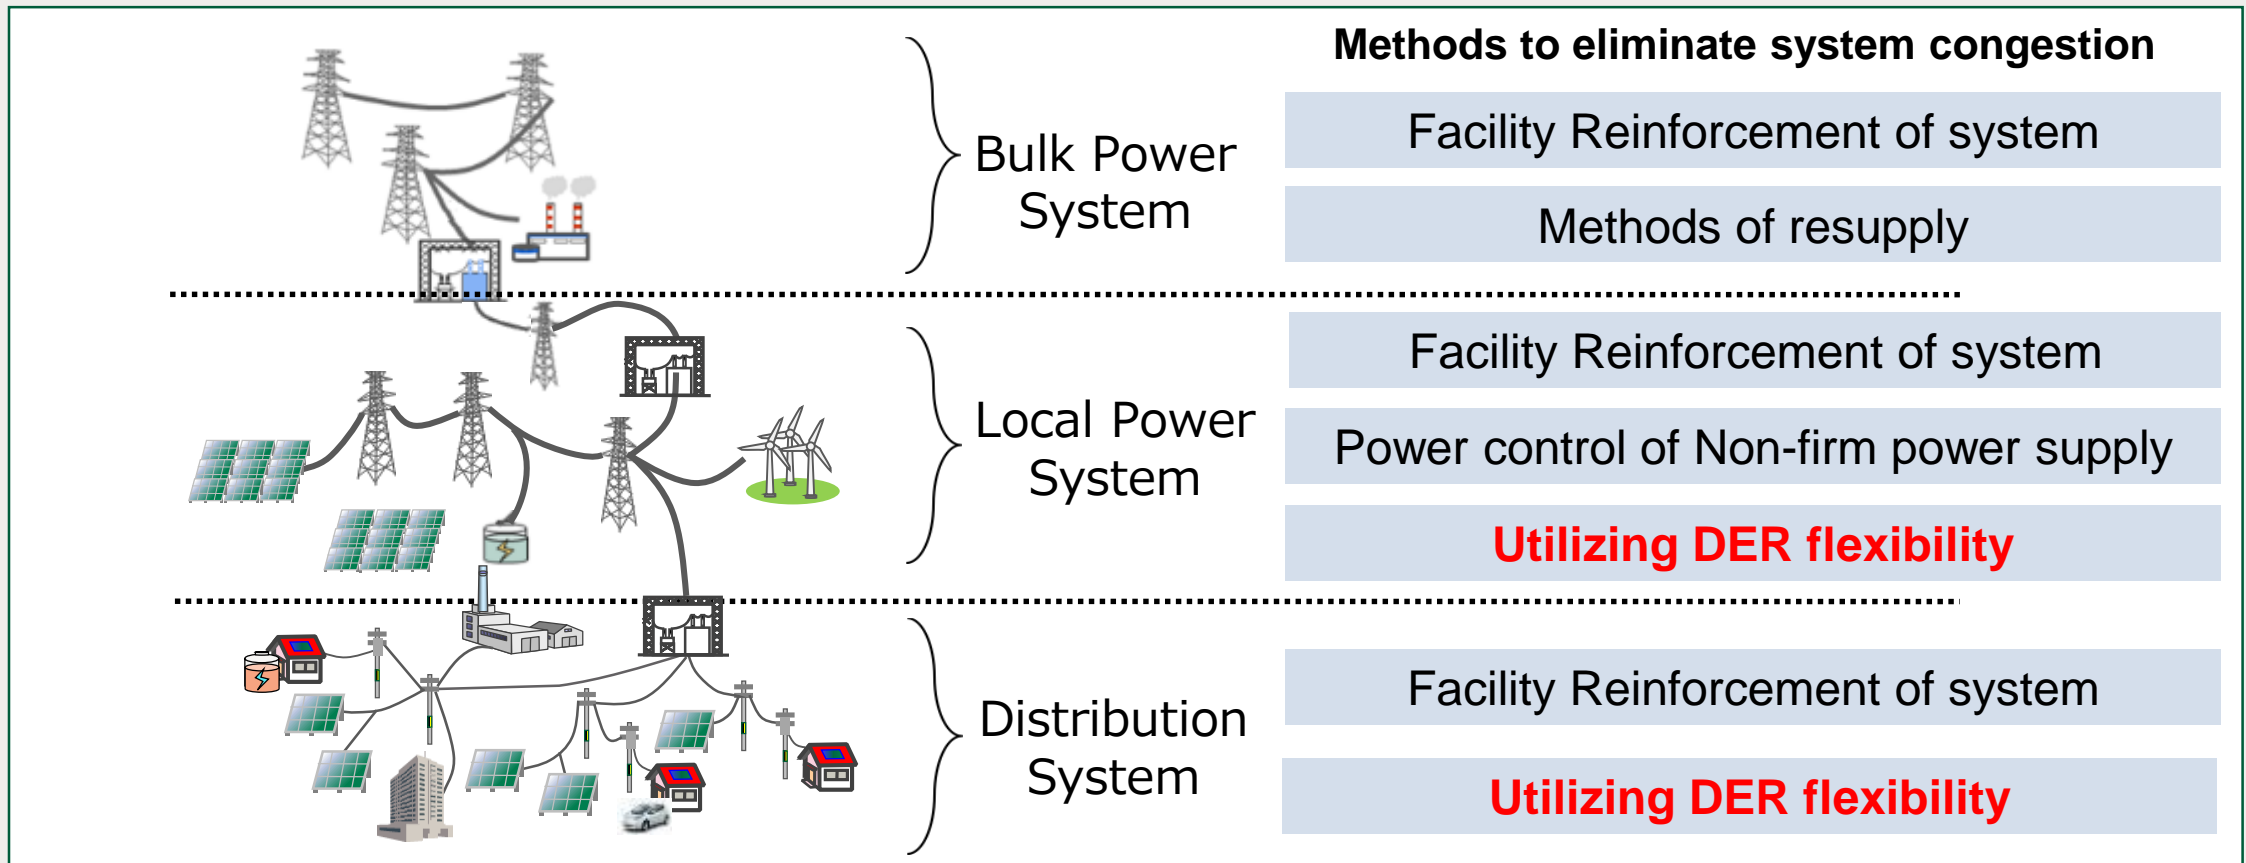 Methods to eliminate system congestion
Bulk Power
System
Facility Reinforcement of system
Methods of resupply
Local Power
System
Facility Reinforcement of system
Power control of Non-firm power supply
Utilizing DER flexibility
Distribution
System
Facility Reinforcement of system
Utilizing DER flexibility